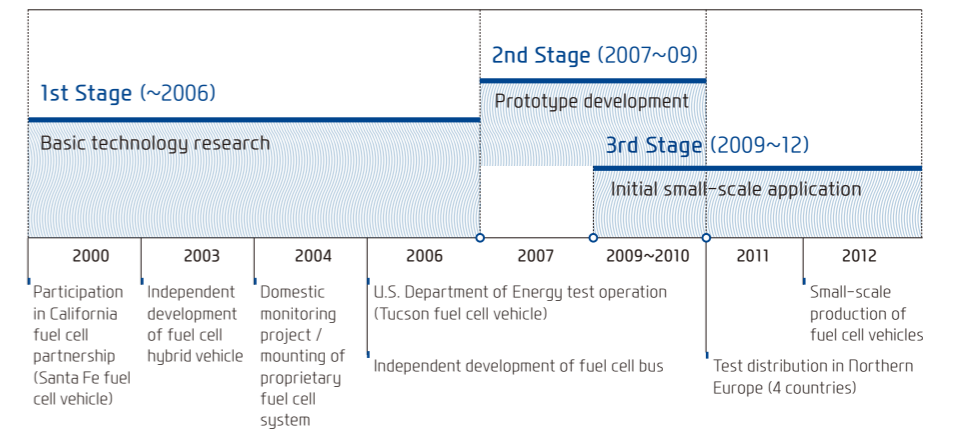 2nd Stage (2007~09)
1st Stage (~2006)
Prototype development
Basic technology research
3rd Stage (2009~12)
Initial small-scale application
2000
2003
2004
2006
2007
2009~2010
2011
2012
Participation
in California
fuel cell
partnership
(Santa Fe fuel
cell vehicle)
Independent
development
of fuel cell
hybrid vehicle
Domestic
monitoring
project /
mounting of
proprietary
fuel cell
system
U.S. Department of Energy test operation
(Tucson fuel cell vehicle)
Independent development of fuel cell bus
Test distribution in Northern
Europe (4 countries)
Small-scale
production of
fuel cell vehicles